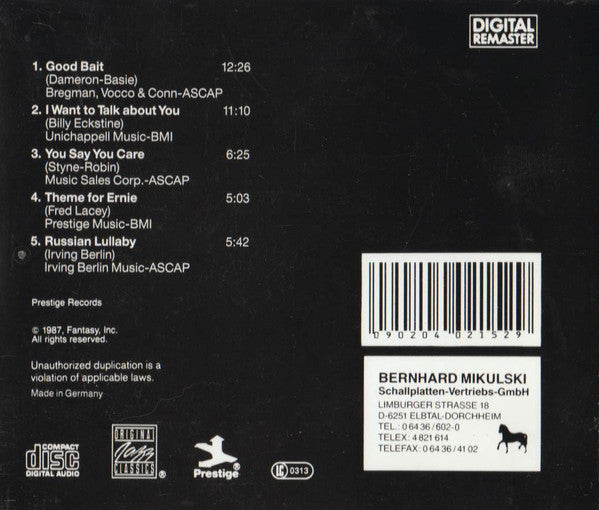 DIGITAL
REMASTER
1. Good Bait 12:26
(Dameron-Basie)
Bregman, Vocco & Conn-ASCAP
2. I Want to Talk about You 11:10
(Billy Eckstine)
Unichappell Music-BMI
3. You Say You Care 6:25
(Styne-Robin)
Music Sales Corp.-ASCAP
4. Theme for Ernie 5:03
(Fred Lacey)
Prestige Music-BMI
5. Russian Lullaby 5:42
(Irving Berlin)
Irving Berlin Music-ASCAP
Prestige Records
© 1987, Fantasy, Inc.
All rights reserved.
Unauthorized duplication is a
violation of applicable laws.
Made in Germany
090204 021529
BERNHARD MIKULSKI
Schallplatten-Vertriebs-GmbH
LIMBURGER STRASSE 18
D-6251 ELBTAL-DORCHHEIM
TEL.: 0 64 36 / 602-0
TELEX: 4 821 614
TELEFAX: 0 64 36 / 41 02
COMPACT
disc
DIGITAL AUDIO
ORIGINAL
Jazz
CLASSICS ®
Prestige ®
LC 0313